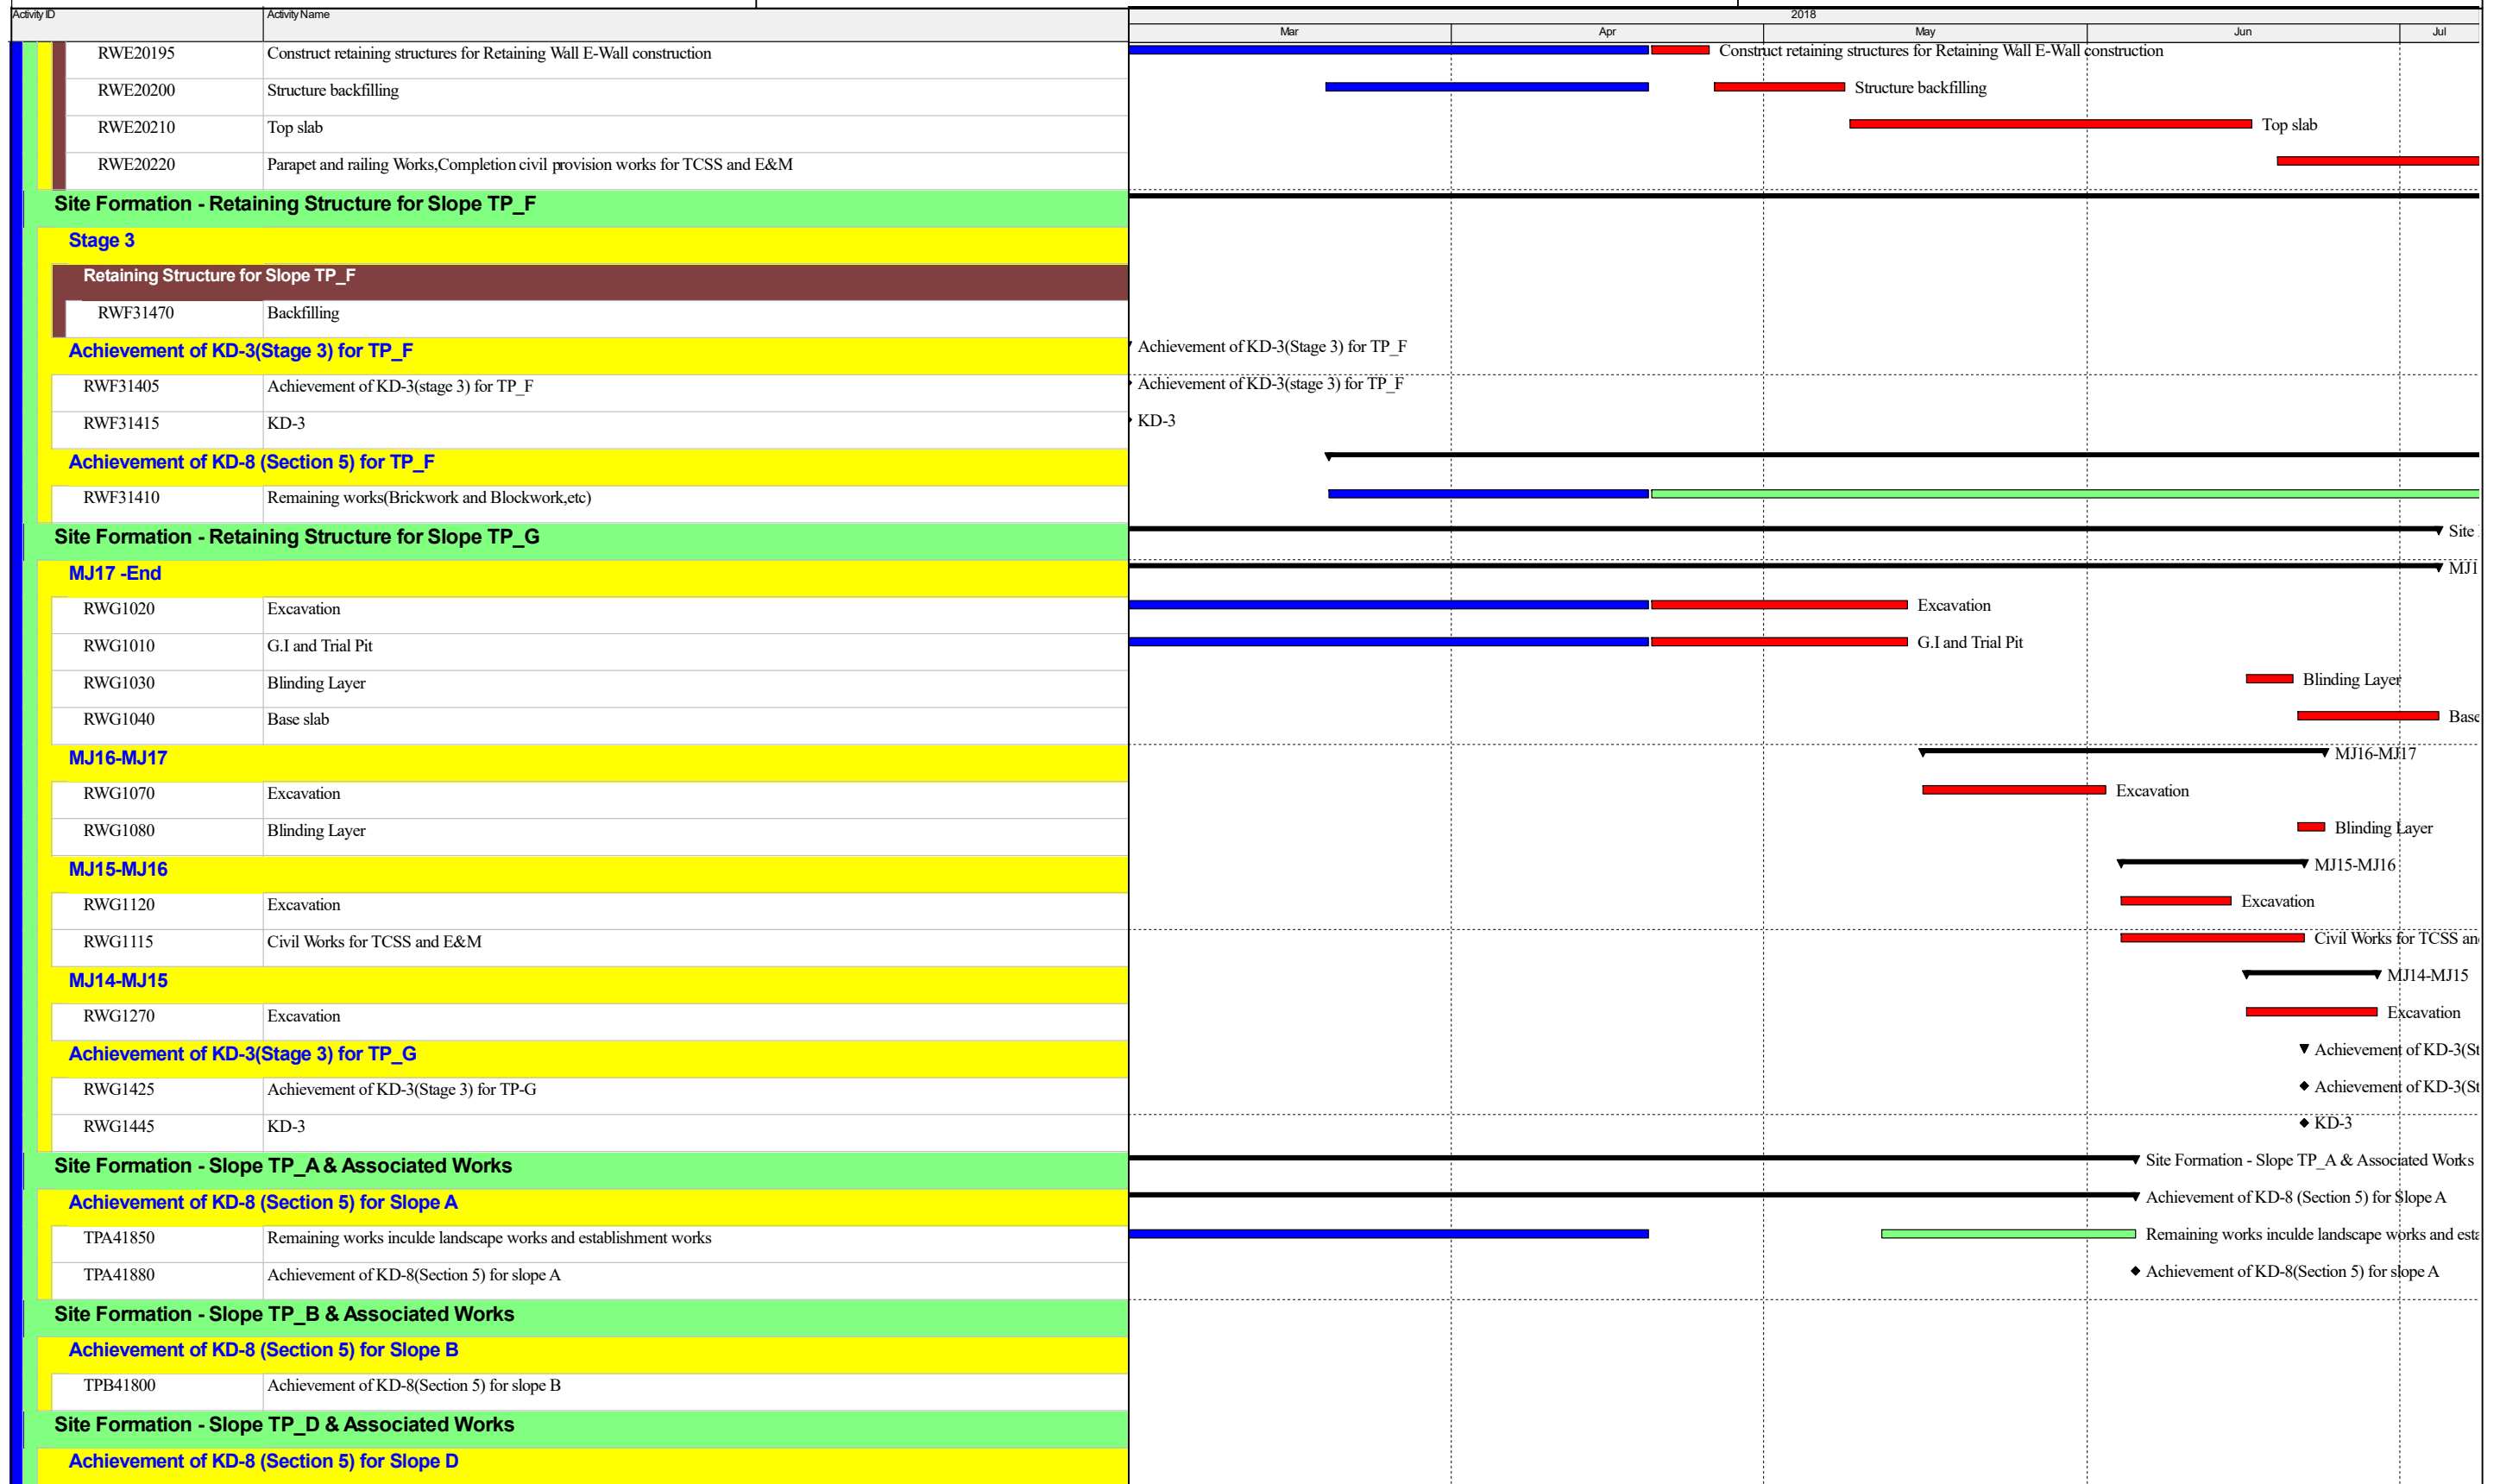 Activity ID Activity Name 2018
Mar Apr May Jun Jul
RWE20195 Construct retaining structures for Retaining Wall E-Wall construction Construct retaining structures for Retaining Wall E-Wall construction
RWE20200 Structure backfilling Structure backfilling
RWE20210 Top slab Top slab
RWE20220 Parapet and railing Works,Completion civil provision works for TCSS and E&M
Site Formation - Retaining Structure for Slope TP_F
Stage 3
Retaining Structure for Slope TP_F
RWF31470 Backfilling
Achievement of KD-3(Stage 3) for TP_F Achievement of KD-3(Stage 3) for TP_F
RWF31405 Achievement of KD-3(stage 3) for TP_F Achievement of KD-3(stage 3) for TP_F
RWF31415 KD-3 KD-3
Achievement of KD-8 (Section 5) for TP_F
RWF31410 Remaining works(Brickwork and Blockwork,etc)
Site Formation - Retaining Structure for Slope TP_G Site
MJ17 -End MJ1
RWG1020 Excavation Excavation
RWG1010 G.I and Trial Pit G.I and Trial Pit
RWG1030 Blinding Layer Blinding Layer
RWG1040 Base slab Base
MJ16-MJ17 MJ16-MJ17
RWG1070 Excavation Excavation
RWG1080 Blinding Layer Blinding Layer
MJ15-MJ16 MJ15-MJ16
RWG1120 Excavation Excavation
RWG1115 Civil Works for TCSS and E&M Civil Works for TCSS an
MJ14-MJ15 MJ14-MJ15
RWG1270 Excavation Excavation
Achievement of KD-3(Stage 3) for TP_G Achievement of KD-3(St
RWG1425 Achievement of KD-3(Stage 3) for TP-G Achievement of KD-3(St
RWG1445 KD-3 KD-3
Site Formation - Slope TP_A & Associated Works Site Formation - Slope TP_A & Associated Works
Achievement of KD-8 (Section 5) for Slope A Achievement of KD-8 (Section 5) for Slope A
TPA41850 Remaining works inculde landscape works and establishment works Remaining works inculde landscape works and esta
TPA41880 Achievement of KD-8(Section 5) for slope A Achievement of KD-8(Section 5) for slope A
Site Formation - Slope TP_B & Associated Works
Achievement of KD-8 (Section 5) for Slope B
TPB41800 Achievement of KD-8(Section 5) for slope B
Site Formation - Slope TP_D & Associated Works
Achievement of KD-8 (Section 5) for Slope D